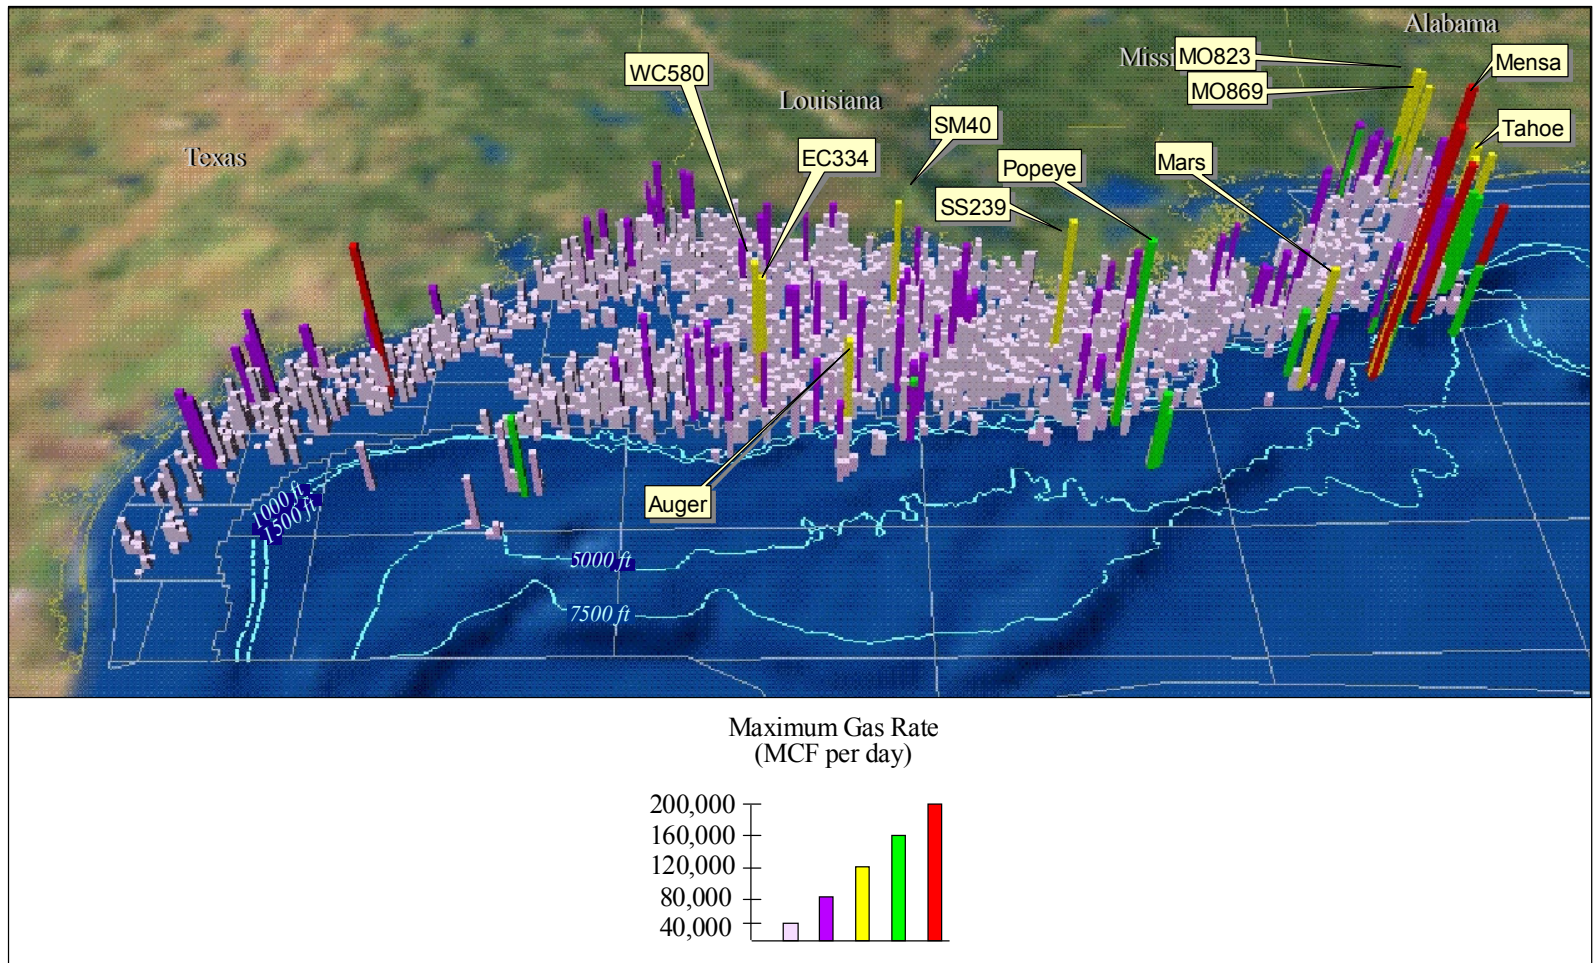 Alabama
Missi
MO823
Mensa
WC580
MO869
Louisiana
SM40
Tahoe
Texas
EC334
Popeye
Mars
SS239
Auger
1000 ft
1500 ft
5000 ft
7500 ft
Maximum Gas Rate
(MCF per day)
200,000
160,000
120,000
80,000
40,000